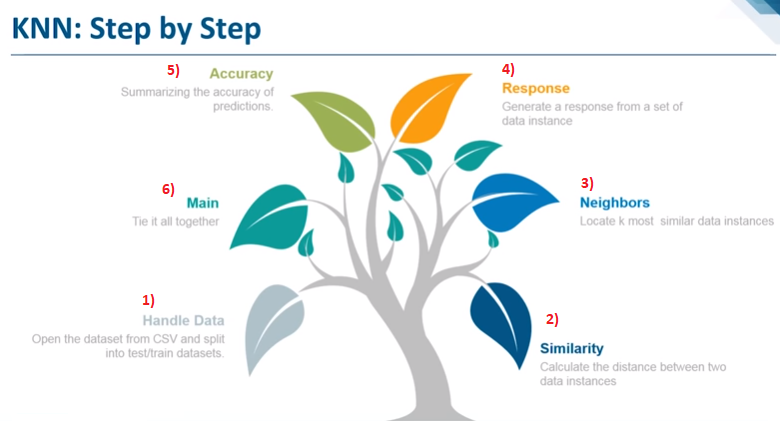 KNN: Step by Step
5)
Accuracy
Summarizing the accuracy of
predictions.
4)
Response
Generate a response from a set of
data instance
6)
Main
Tie it all together
3)
Neighbors
Locate k most similar data instances
1)
Handle Data
Open the dataset from CSV and split
into test/train datasets.
2)
Similarity
Calculate the distance between two
data instances